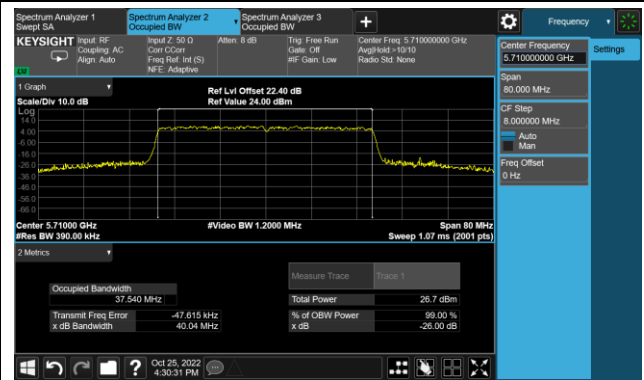 Spectrum Analyzer 1
Swept SA
Spectrum Analyzer 2
Occupied BW
Spectrum Analyzer 3
Occupied BW
+
Frequency
KEYSIGHT
Input: RF
Coupling: AC
Align: Auto
Input Z: 50 Ω
Corr CCorr
Freq Ref: Int (S)
NFE: Adaptive
Atten: 8 dB
Trig: Free Run
Gate: Off
#IF Gain: Low
Center Freq: 5.710000000 GHz
Avg|Hold:>10/10
Radio Std: None
Center Frequency
5.710000000 GHz
Settings
Span
80.000 MHz
CF Step
8.000000 MHz
Auto
Man
Freq Offset
0 Hz
1 Graph
Scale/Div 10.0 dB
Ref Lvl Offset 22.40 dB
Ref Value 24.00 dBm
Log
14.0
4.00
-6.00
-16.0
-26.0
-36.0
-46.0
-56.0
-66.0
Center 5.71000 GHz
#Res BW 390.00 kHz
#Video BW 1.2000 MHz
Span 80 MHz
Sweep 1.07 ms (2001 pts)
2 Metrics
Measure Trace
Trace 1
Occupied Bandwidth
37.540 MHz
Total Power
26.7 dBm
Transmit Freq Error
-47.615 kHz
% of OBW Power
99.00 %
x dB Bandwidth
40.04 MHz
x dB
-26.00 dB
?
Oct 25, 2022
4:30:31 PM